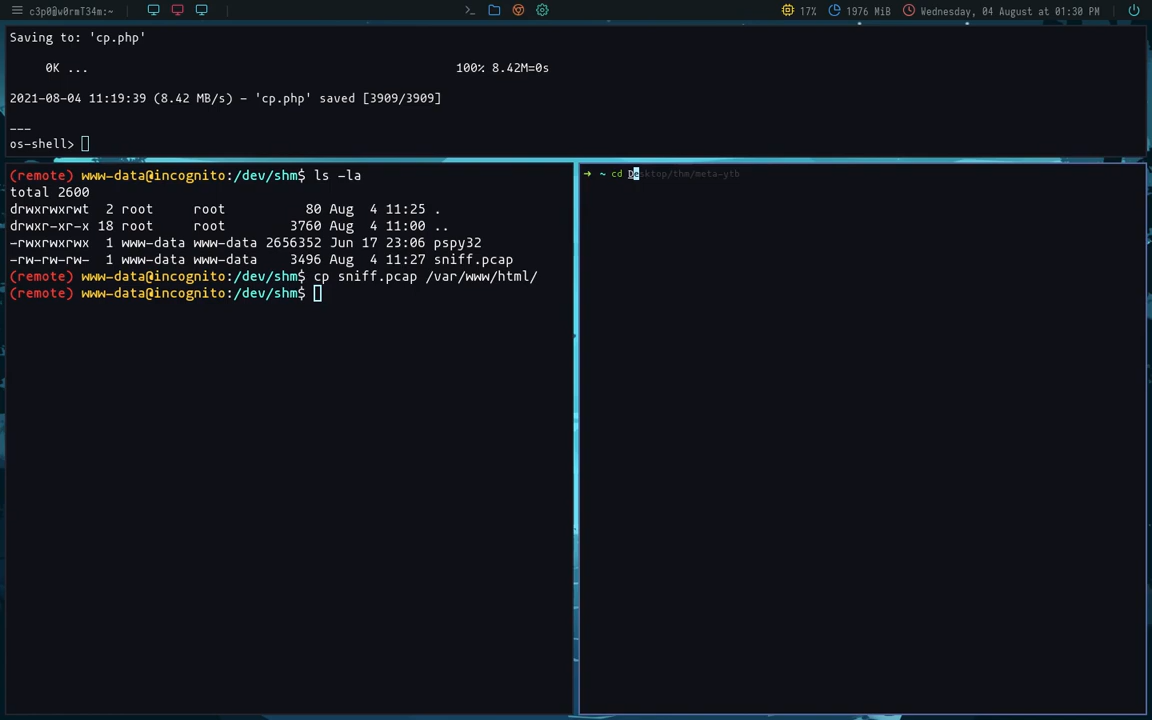 c3p0@w0rmT34m:~ 17% 1976 MiB Wednesday, 04 August at 01:30 PM
Saving to: 'cp.php'
0K ... 100% 8.42M=0s
2021-08-04 11:19:39 (8.42 MB/s) - 'cp.php' saved [3909/3909]
---
os-shell>
(remote) www-data@incognito:/dev/shm$ ls -la
total 2600
drwxrwxrwt 2 root root 80 Aug 4 11:25 .
drwxr-xr-x 18 root root 3760 Aug 4 11:00 ..
-rwxrwxrwx 1 www-data www-data 2656352 Jun 17 23:06 pspy32
-rw-rw-rw- 1 www-data www-data 3496 Aug 4 11:27 sniff.pcap
(remote) www-data@incognito:/dev/shm$ cp sniff.pcap /var/www/html/
(remote) www-data@incognito:/dev/shm$
→ ~ cd Desktop/thm/meta-ytb